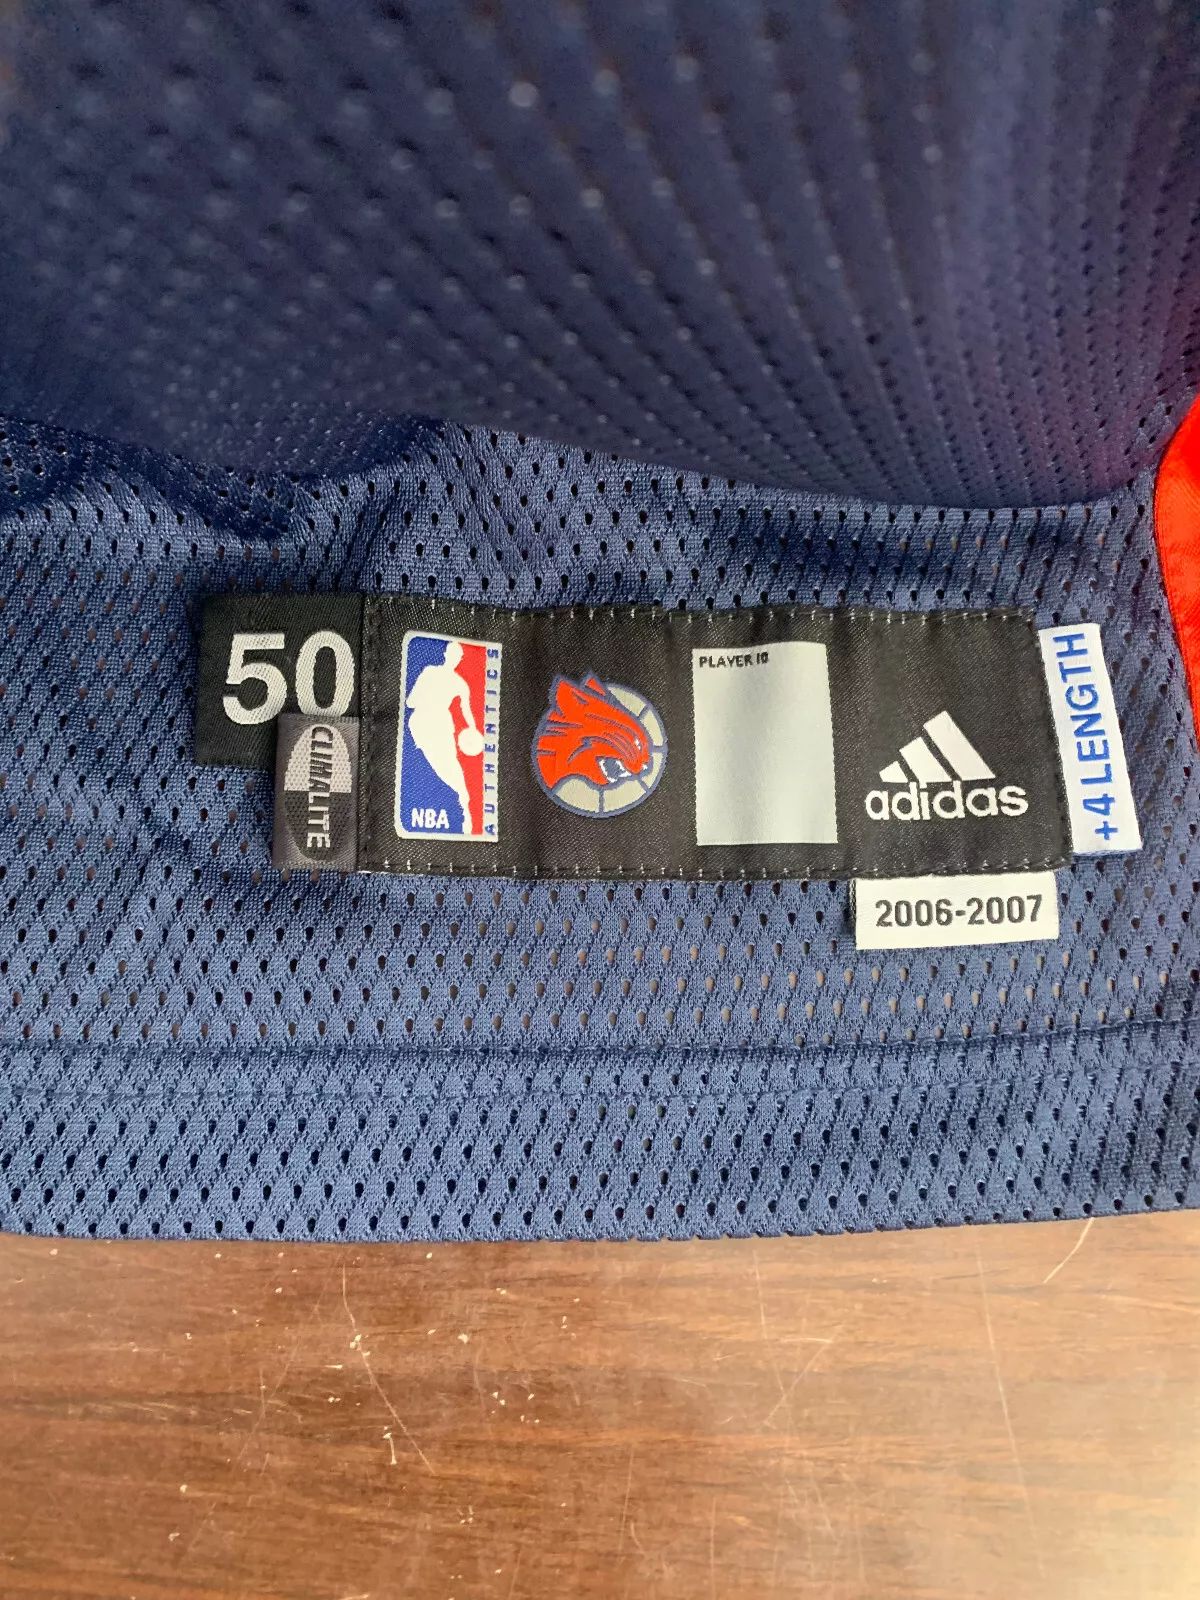 50
CLIMALITE
NBA
AUTHENTICS
PLAYER ID
adidas
+4 LENGTH
2006-2007